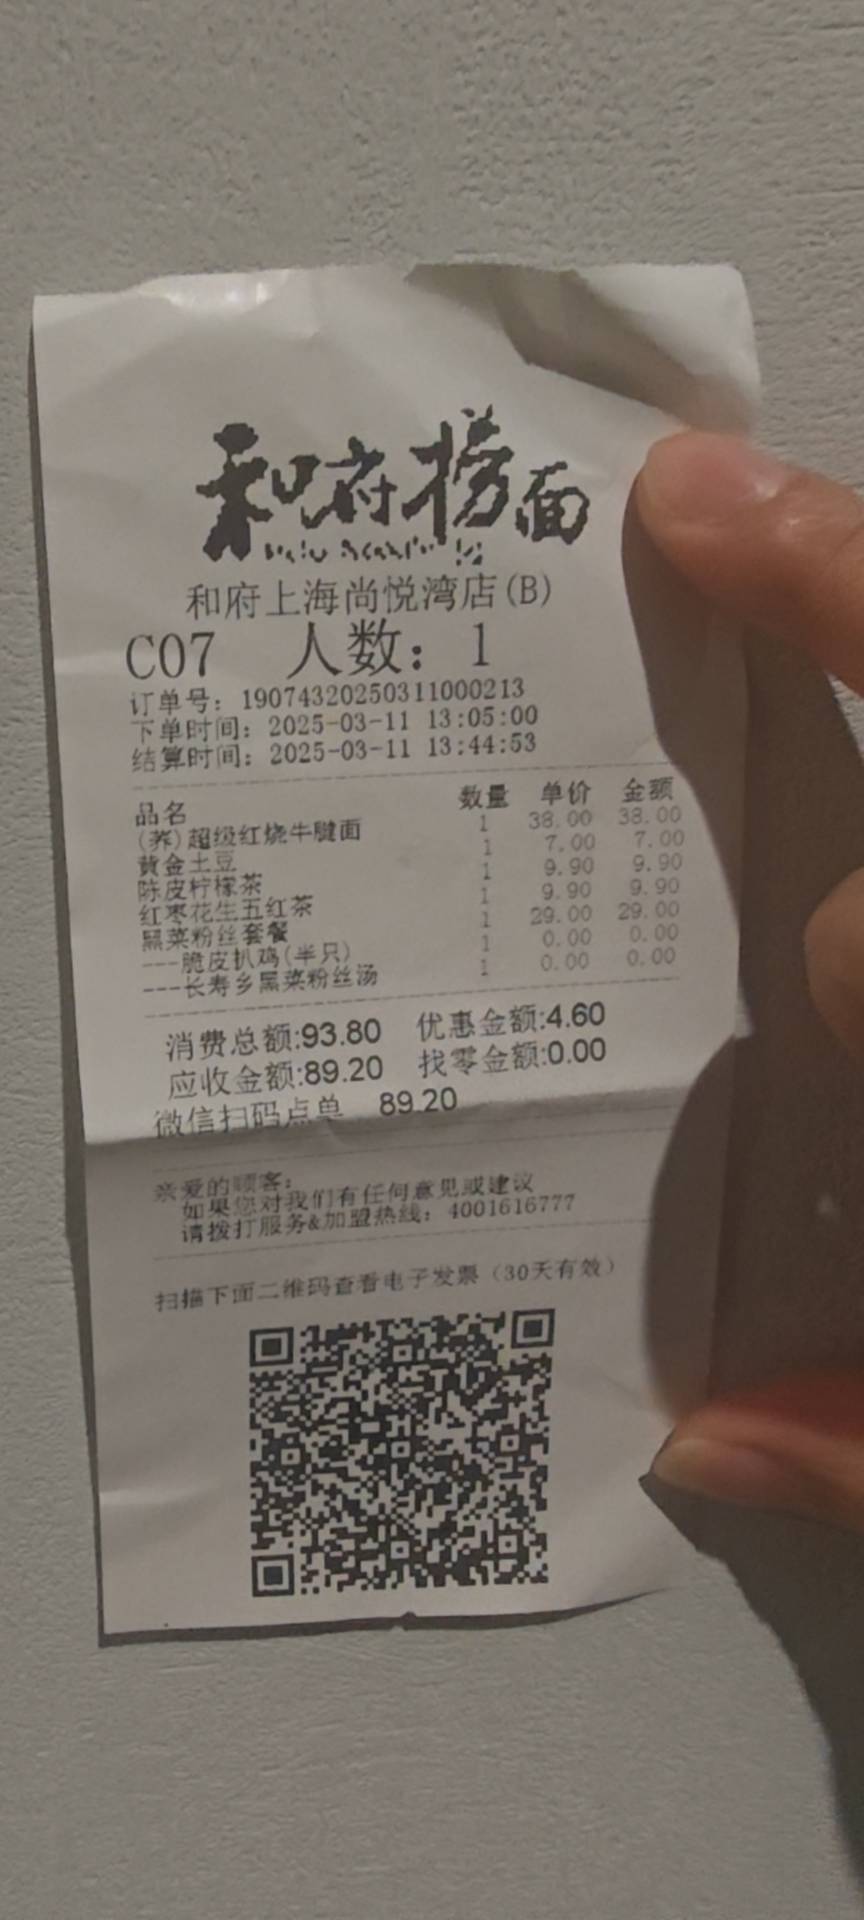 和府捞面
和府上海尚悦湾店(B)
C07 人数: 1
订单号: 19074320250311000213
下单时间: 2025-03-11 13:05:00
结算时间: 2025-03-11 13:44:53
品名 数量 单价 金额
(荞)超级红烧牛腱面 1 38.00 38.00
黄金土豆 1 7.00 7.00
陈皮柠檬茶 1 9.90 9.90
红枣花生五红茶 1 9.90 9.90
黑菜粉丝套餐 1 29.00 29.00
---脆皮扒鸡(半只) 1 0.00 0.00
---长寿乡黑菜粉丝汤 1 0.00 0.00
消费总额:93.80 优惠金额:4.60
应收金额:89.20 找零金额:0.00
微信扫码点单 89.20
亲爱的顾客:
如果您对我们有任何意见或建议
请拨打服务&加盟热线: 4001616777
扫描下面二维码查看电子发票（30天有效）